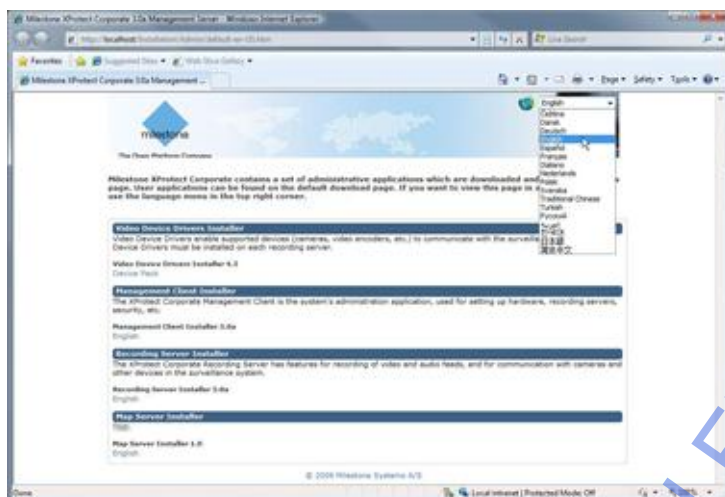 Milestone XProtect Corporate 3.0a Management Server - Windows Internet Explorer
Live Search
Favorites
Suggested Sites
Web Slice Gallery
Milestone XProtect Corporate 3.0a Management ...
Page
Safety
Tools
English
Čeština
Dansk
Deutsch
English
Español
Français
Italiano
Nederlands
Svenska
Traditional Chinese
Turkish
Русский
日本語
简体中文
milestone
The Open Platform Company
Milestone XProtect Corporate contains a set of administrative applications which are downloaded and
page. User applications can be found on the default download page. If you want to view this page in
use the language menu in the top right corner.
Video Device Drivers Installer
Video Device Drivers enable supported devices (cameras, video encoders, etc.) to communicate with the
Device Drivers must be installed on each recording server.
Video Device Drivers Installer 4.3
Device Pack
Management Client Installer
The XProtect Corporate Management Client is the system's administration application, used for setting up hardware, recording servers,
security, etc.
Management Client Installer 3.0a
English
Recording Server Installer
The XProtect Corporate Recording Server has features for recording of video and audio feeds, and for communication with cameras and
other devices in the surveillance system.
Recording Server Installer 3.0a
English
Map Server Installer
Map Server Installer 1.0
English
© 2009 Milestone Systems A/S
Done
Local intranet | Protected Mode: Off